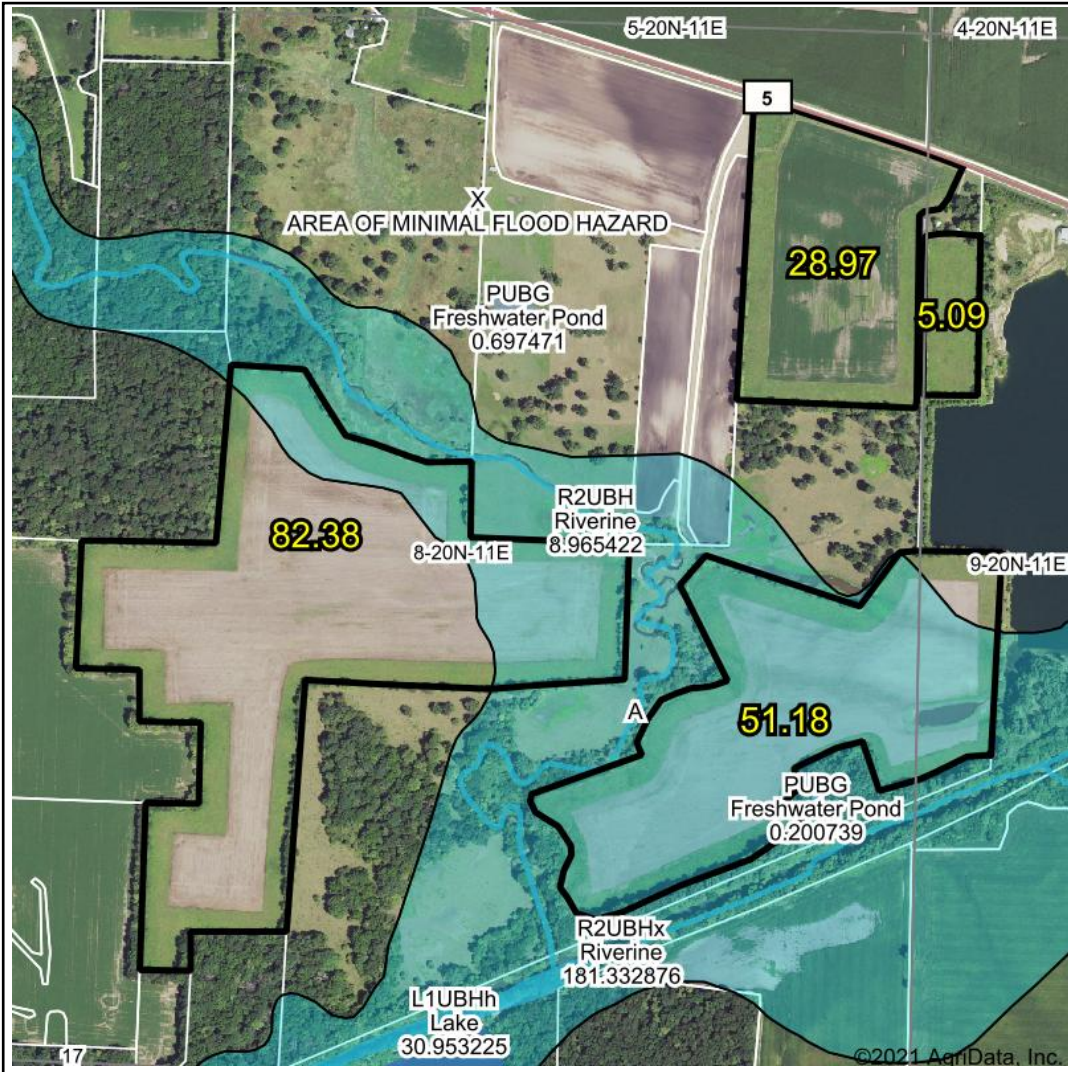 5-20N-11E
4-20N-11E
5
X
AREA OF MINIMAL FLOOD HAZARD
28.97
PUBG
Freshwater Pond
0.697471
5.09
R2UBH
Riverine
8.965422
82.38
8-20N-11E
9-20N-11E
A
51.18
PUBG
Freshwater Pond
0.200739
R2UBHx
Riverine
181.332876
L1UBHh
Lake
30.953225
17
©2021 AgriData, Inc.